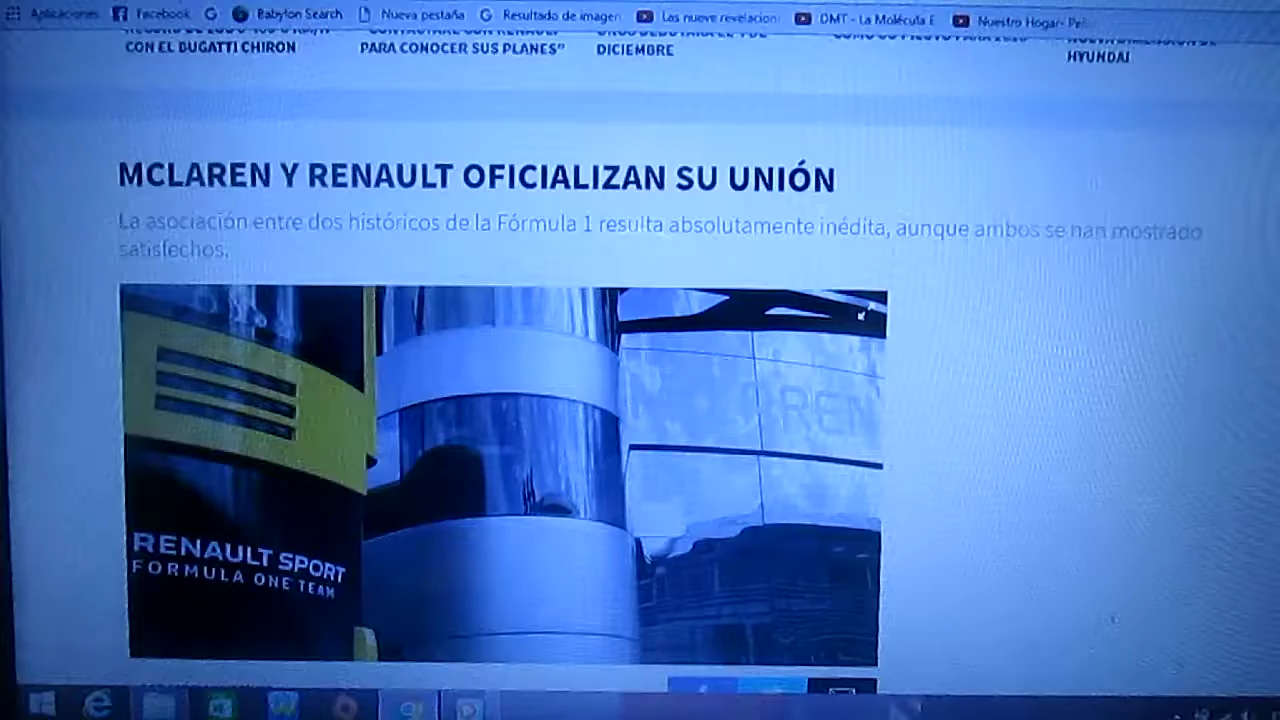 Aplicaciones Facebook Babylon Search Nueva pestaña Resultado de imagen Las nueve revelacion DMT - La Molécula E Nuestro Hogar- Pel
CON EL BUGATTI CHIRON PARA CONOCER SUS PLANES" DICIEMBRE HYUNDAI
MCLAREN Y RENAULT OFICIALIZAN SU UNIÓN
La asociación entre dos históricos de la Fórmula 1 resulta absolutamente inédita, aunque ambos se han mostrado
satisfechos.
REN
RENAULT SPORT
FORMULA ONE TEAM